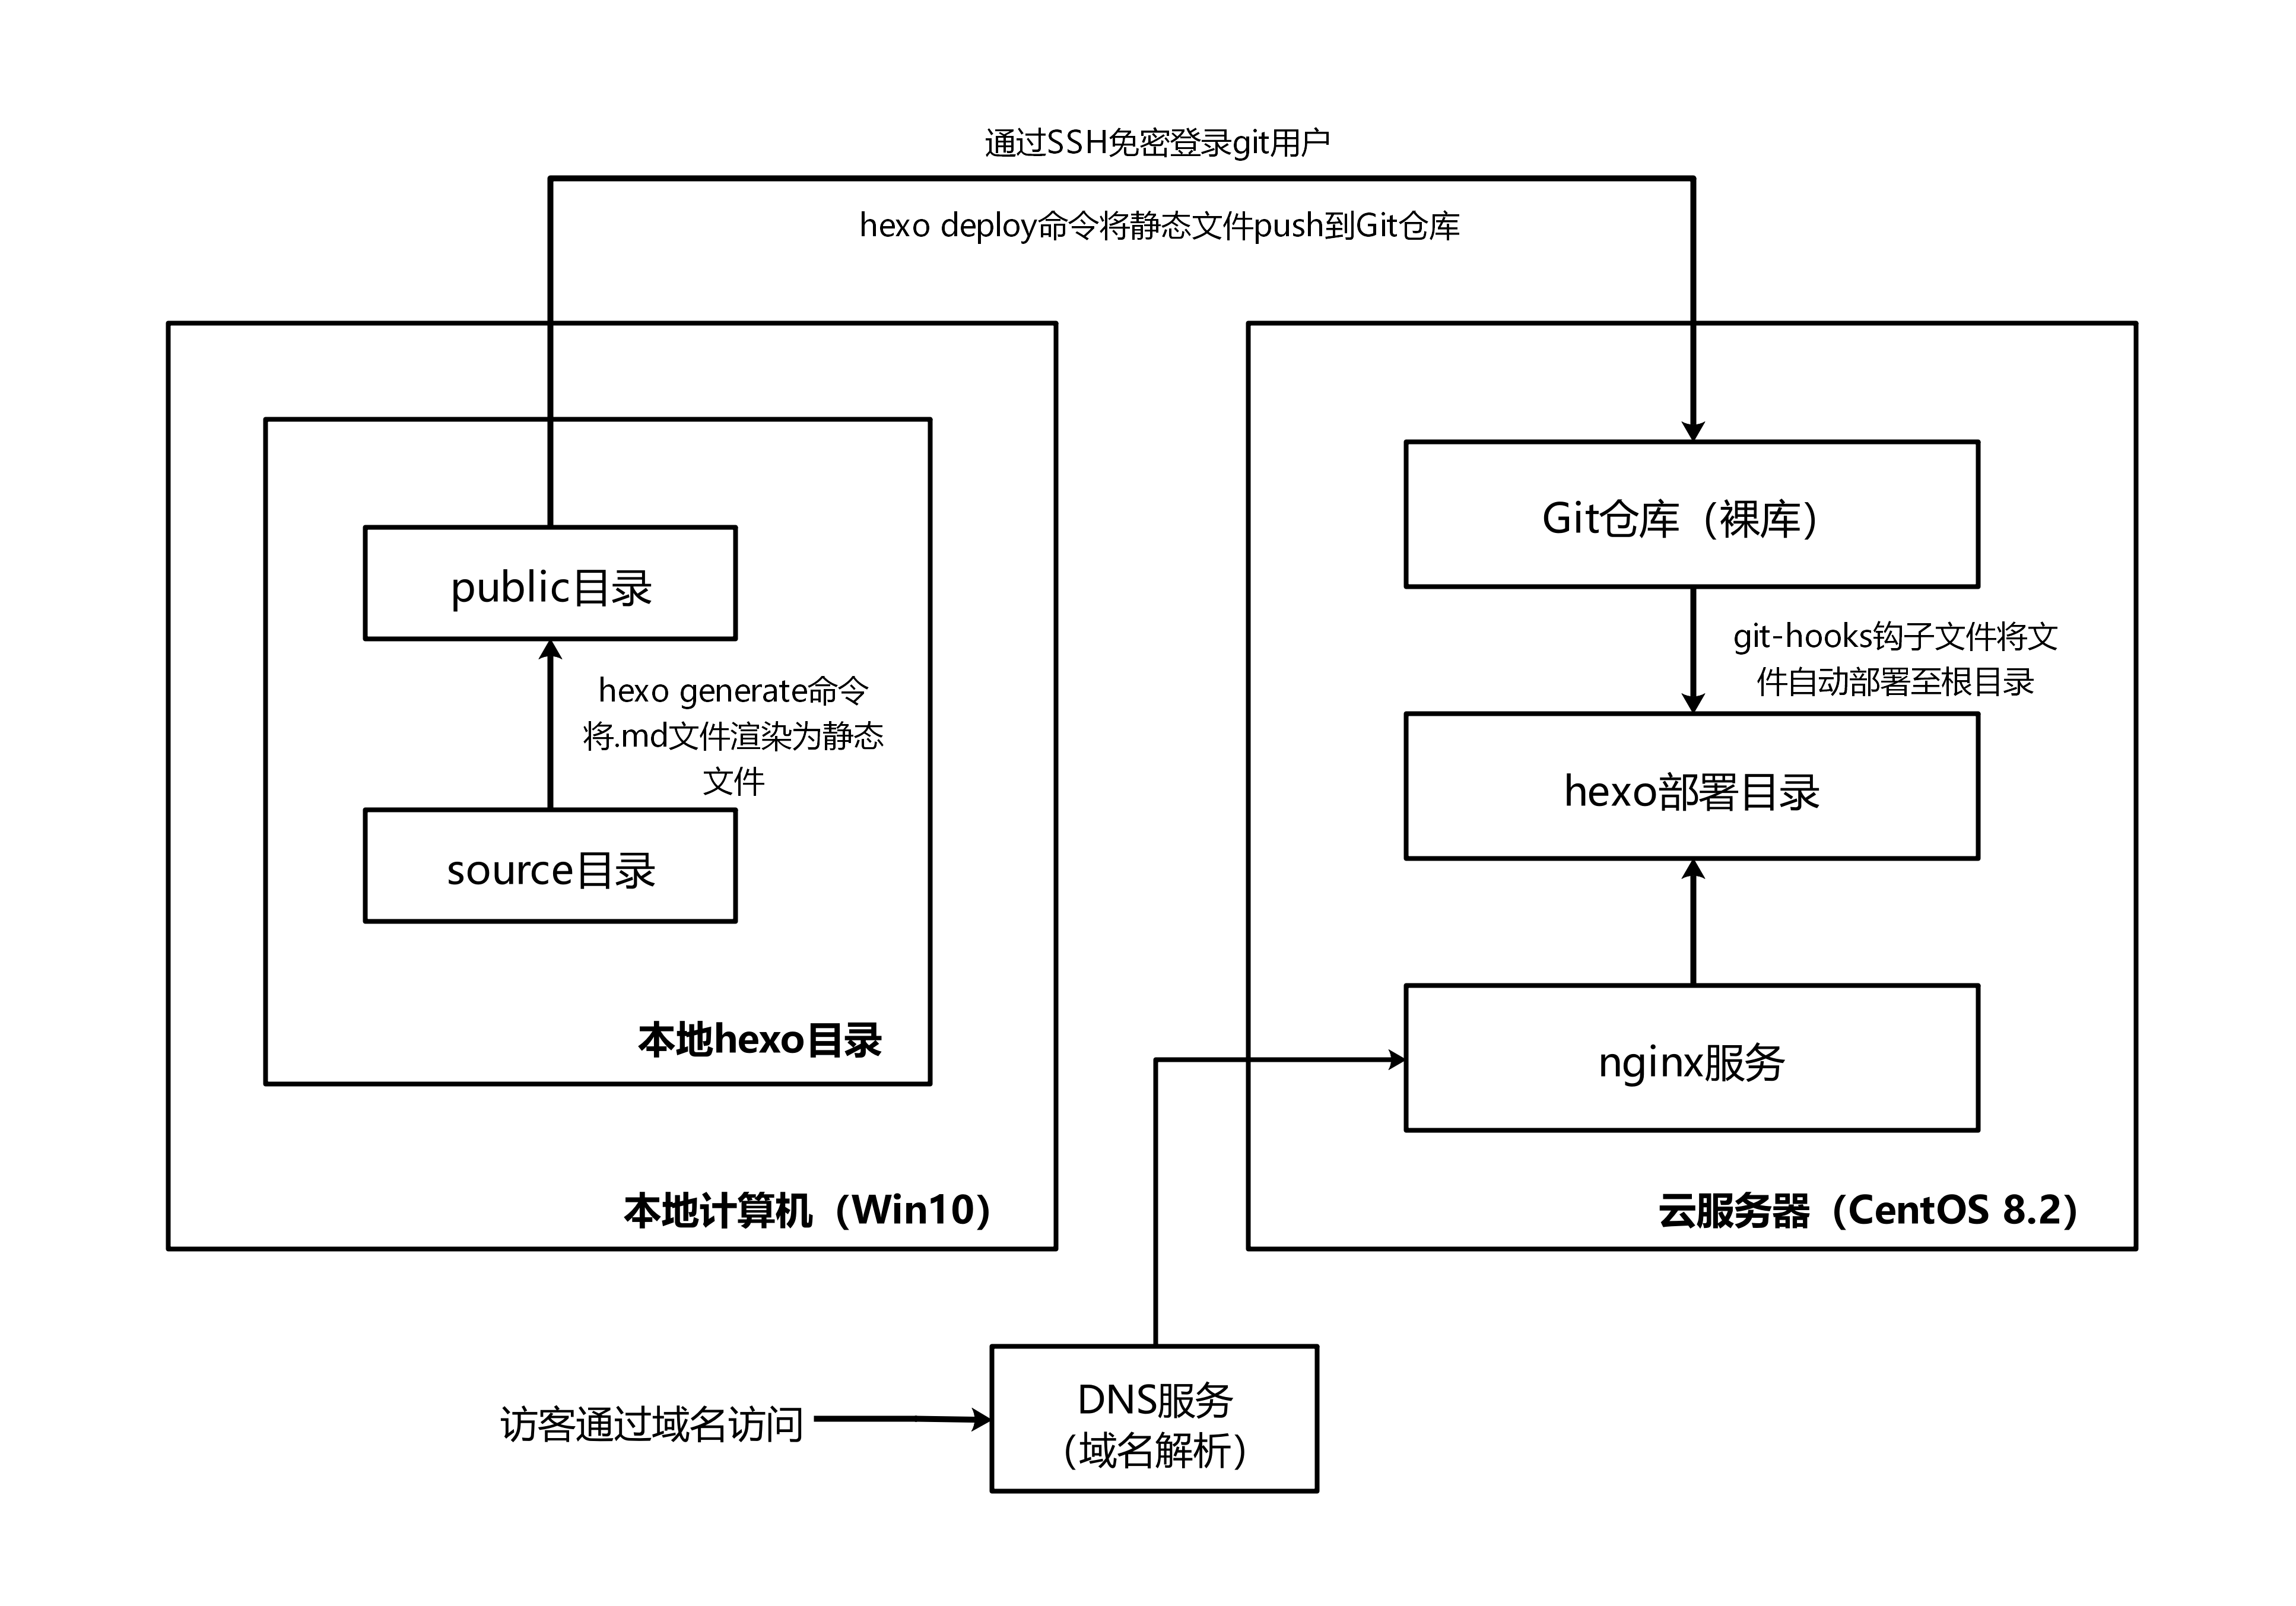 通过SSH免密登录git用户
hexo deploy命令将静态文件push到Git仓库
public目录
hexo generate命令
将.md文件渲染为静态
文件
source目录
本地hexo目录
本地计算机（Win10）
Git仓库（裸库）
git-hooks钩子文件将文
件自动部署至根目录
hexo部署目录
nginx服务
云服务器（CentOS 8.2）
访客通过域名访问
DNS服务
（域名解析）